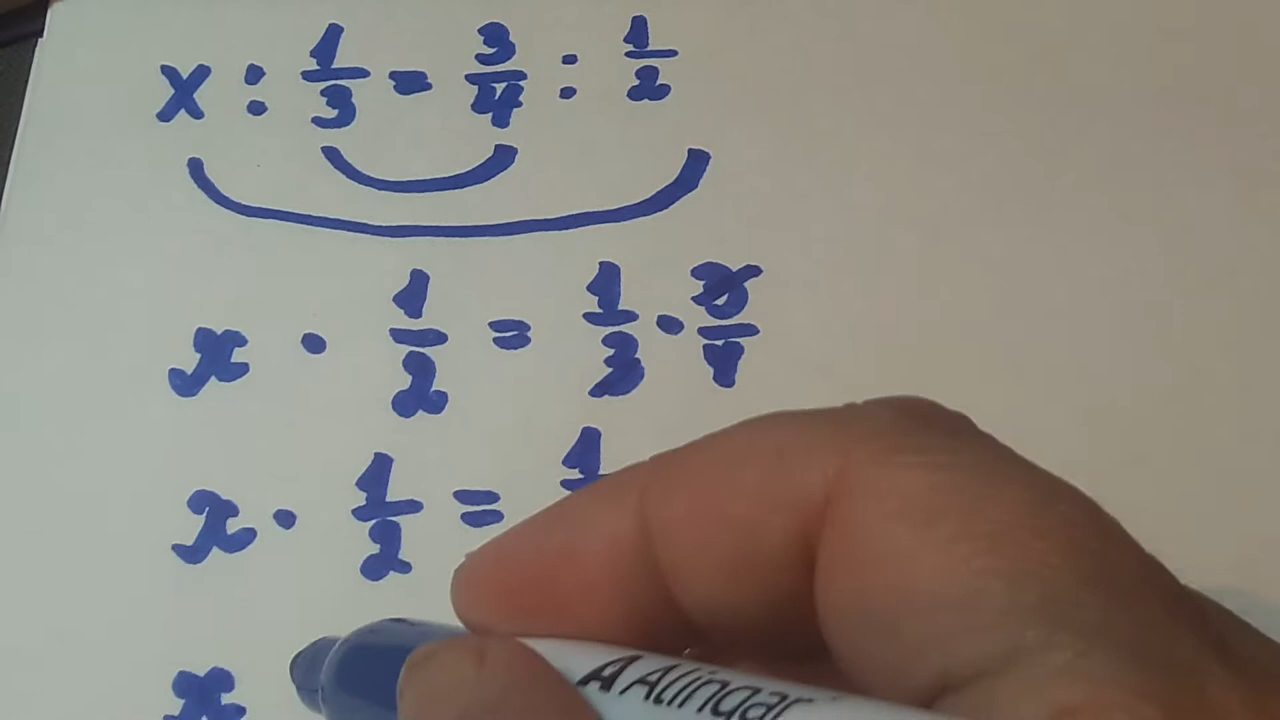 x : 1/3 = 3/4 : 1/2
x · 1/2 = 1/3 · 3/4
x · 1/2 = 1
x
Alingar